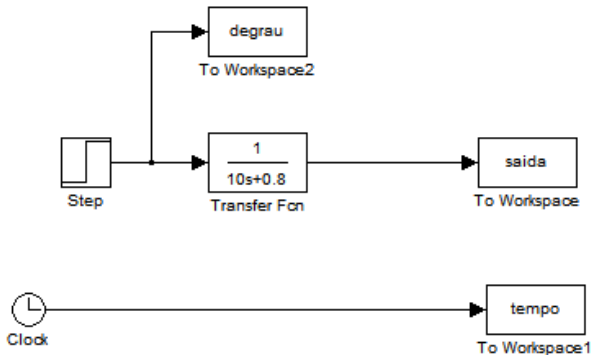 degrau
To Workspace2
1
10s+0.8
Step
Transfer Fcn
saida
To Workspace
Clock
tempo
To Workspace1